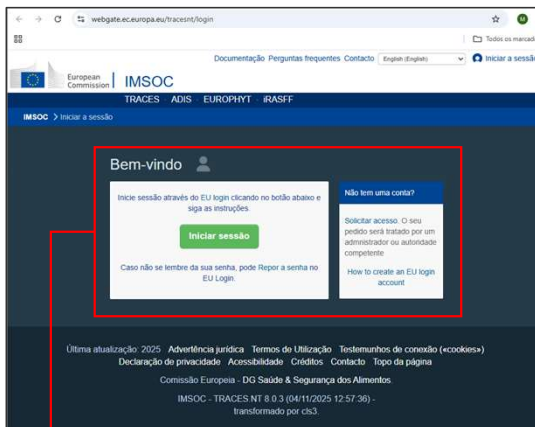 webgate.ec.europa.eu/tracesnt/login
M
Todos os marcado
Documentação Perguntas frequentes Contacto English (English) Iniciar a sessão
European
Commission
IMSOC
TRACES ADIS EUROPHYT iRASFF
IMSOC > Iniciar a sessão
Bem-vindo
Inicie sessão através do EU login clicando no botão abaixo e
siga as instruções.
Iniciar sessão
Caso não se lembre da sua senha, pode Repor a senha no
EU Login.
Não tem uma conta?
Solicitar acesso. O seu
pedido será tratado por um
administrador ou autoridade
competente
How to create an EU login
account
Última atualização: 2025 Advertência jurídica Termos de Utilização Testemunhos de conexão («cookies»)
Declaração de privacidade Acessibilidade Créditos Contacto Topo da página
Comissão Europeia - DG Saúde & Segurança dos Alimentos
IMSOC - TRACES NT 8.0.3 (04/11/2025 12:57:36) -
transformado por cls3.